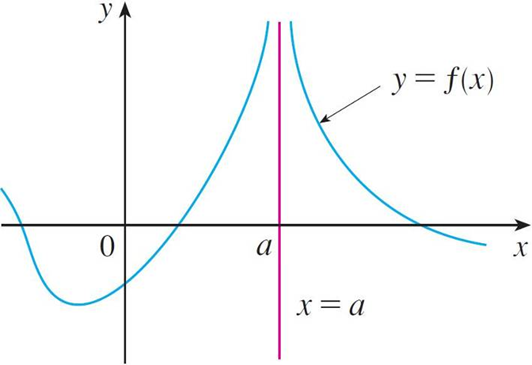 y
y = f(x)
0
a
x
x = a